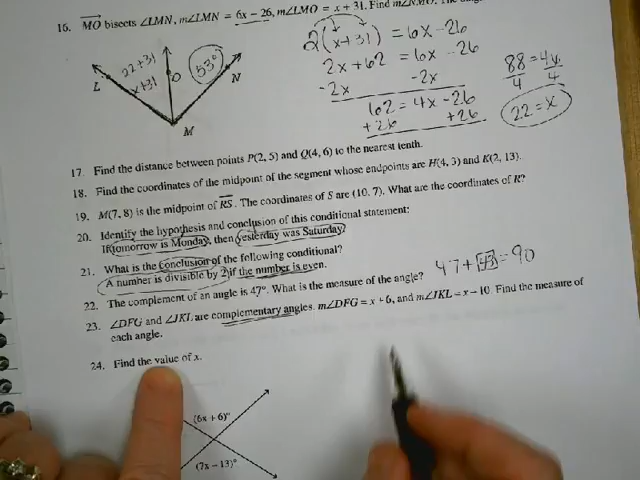 16. MO bisects ∠LMN, m∠LMN = 6x − 26, m∠LMO = x + 31. Find m∠NMO.
2(x+31) = 6x - 26
2x + 62 = 6x - 26
-2x -2x
62 = 4x - 26
+26 +26
88 = 4x
4 4
22 = x
22+31
x+31
53°
L
O
N
M
17. Find the distance between points P(2, 5) and Q(4, 6) to the nearest tenth.
18. Find the coordinates of the midpoint of the segment whose endpoints are H(4, 3) and K(2, 13).
19. M(7, 8) is the midpoint of RS. The coordinates of S are (10, 7). What are the coordinates of R?
20. Identify the hypothesis and conclusion of this conditional statement:
If tomorrow is Monday, then yesterday was Saturday.
21. What is the conclusion of the following conditional?
A number is divisible by 2 if the number is even.
22. The complement of an angle is 47°. What is the measure of the angle?
47 + 43 = 90
23. ∠DFG and ∠JKL are complementary angles. m∠DFG = x + 6, and m∠JKL = x − 10. Find the measure of
each angle.
24. Find the value of x.
(6x + 6)°
(7x − 13)°